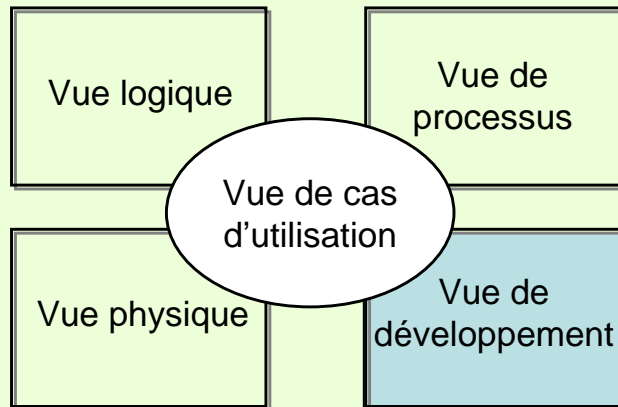 Vue logique
Vue de
processus
Vue de cas
d'utilisation
Vue physique
Vue de
développement